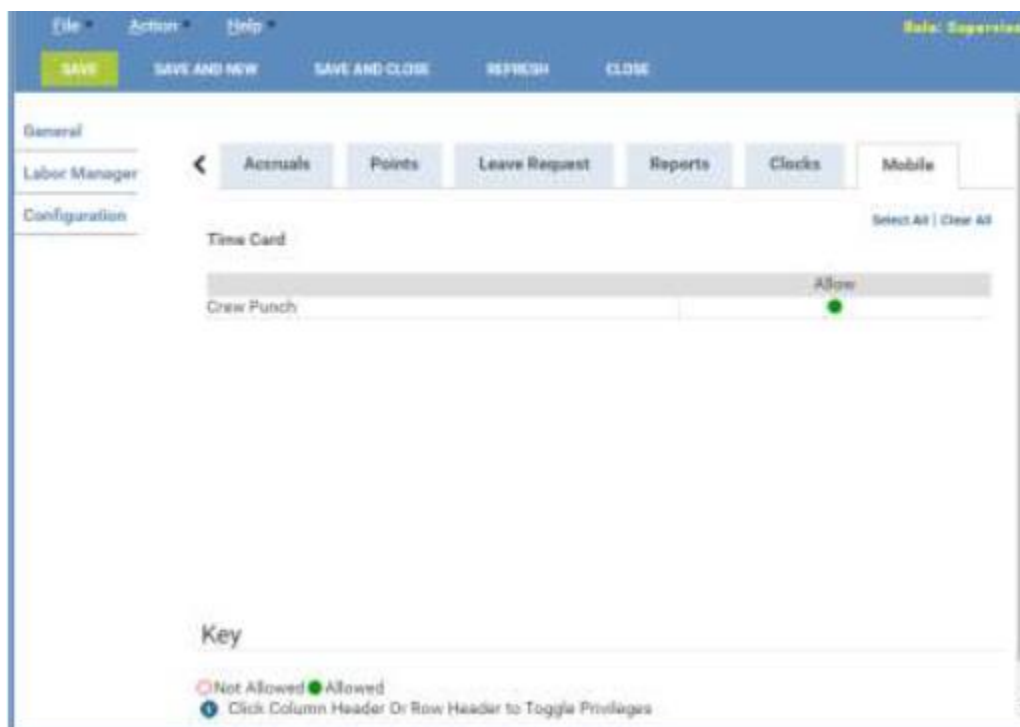 File Action Help Role: Supervisor
SAVE SAVE AND NEW SAVE AND CLOSE REFRESH CLOSE
General
Labor Manager
Configuration
Accruals Points Leave Request Reports Clocks Mobile
Select All | Clear All
Time Card
Allow
Crew Punch
Key
Not Allowed Allowed
Click Column Header Or Row Header to Toggle Privileges